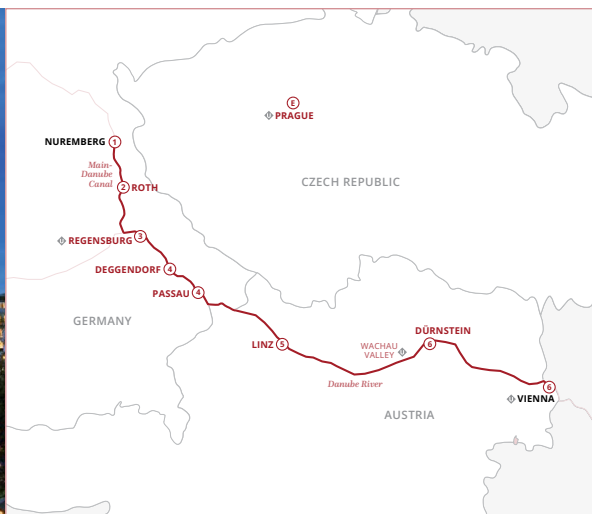 E
PRAGUE
NUREMBERG 1
Main-
Danube
Canal
2 ROTH
CZECH REPUBLIC
REGENSBURG 3
DEGGENDORF 4
PASSAU 4
GERMANY
LINZ 5
DÜRNSTEIN
6
WACHAU
VALLEY
Danube River
6
VIENNA
AUSTRIA